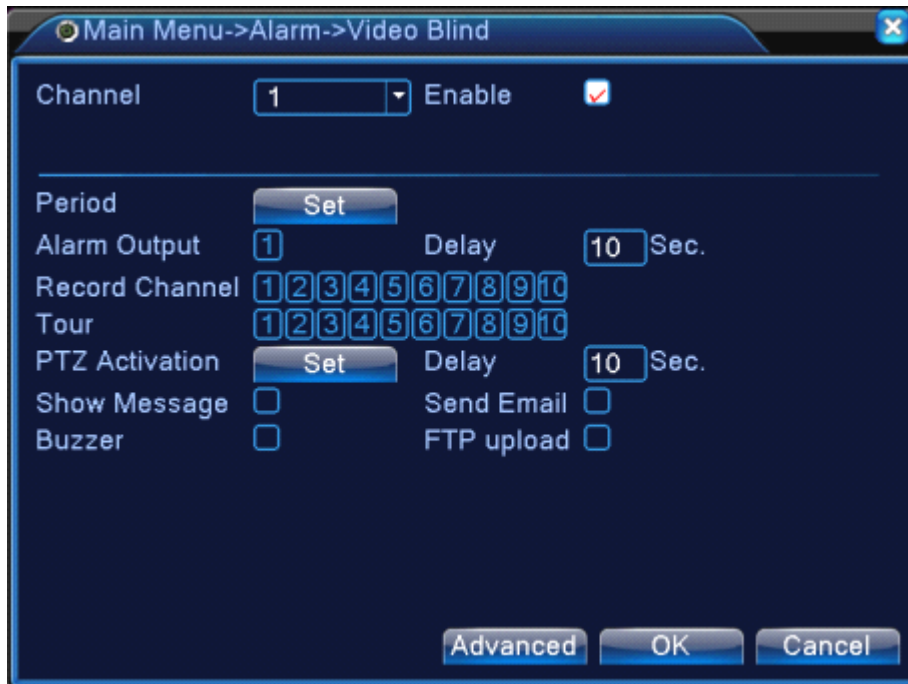 Main Menu->Alarm->Video Blind
Channel 1 Enable
Period Set
Alarm Output 1 Delay 10 Sec.
Record Channel 1 2 3 4 5 6 7 8 9 10
Tour 1 2 3 4 5 6 7 8 9 10
PTZ Activation Set Delay 10 Sec.
Show Message Send Email
Buzzer FTP upload
Advanced OK Cancel